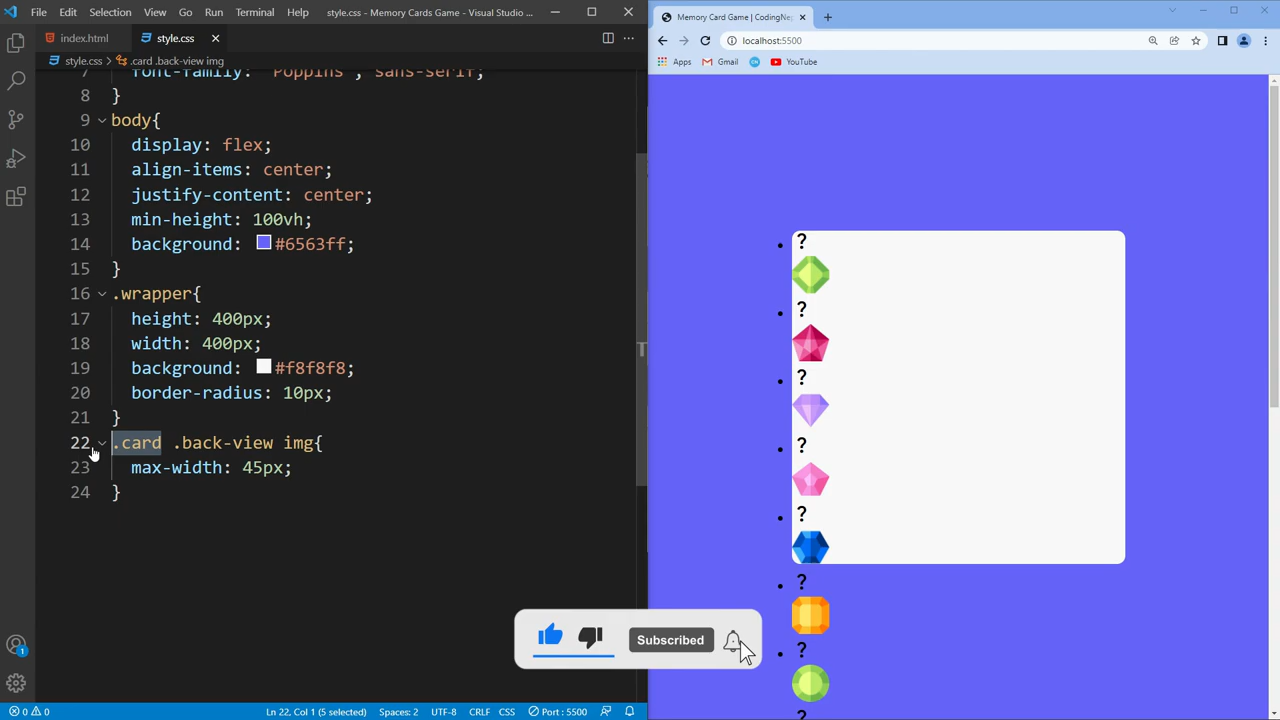 File Edit Selection View Go Run Terminal Help style.css - Memory Cards Game - Visual Studio ...
index.html
style.css
style.css > .card .back-view img
7 font-family: 'Poppins', sans-serif;
8 }
9 body{
10 display: flex;
11 align-items: center;
12 justify-content: center;
13 min-height: 100vh;
14 background: #6563ff;
15 }
16 .wrapper{
17 height: 400px;
18 width: 400px;
19 background: #f8f8f8;
20 border-radius: 10px;
21 }
22 .card .back-view img{
23 max-width: 45px;
24 }
1
0 0 Ln 22, Col 1 (5 selected) Spaces: 2 UTF-8 CRLF CSS Port : 5500
Memory Card Game | CodingNep
localhost:5500
Apps Gmail YouTube
?
?
?
?
?
?
?
?
Subscribed